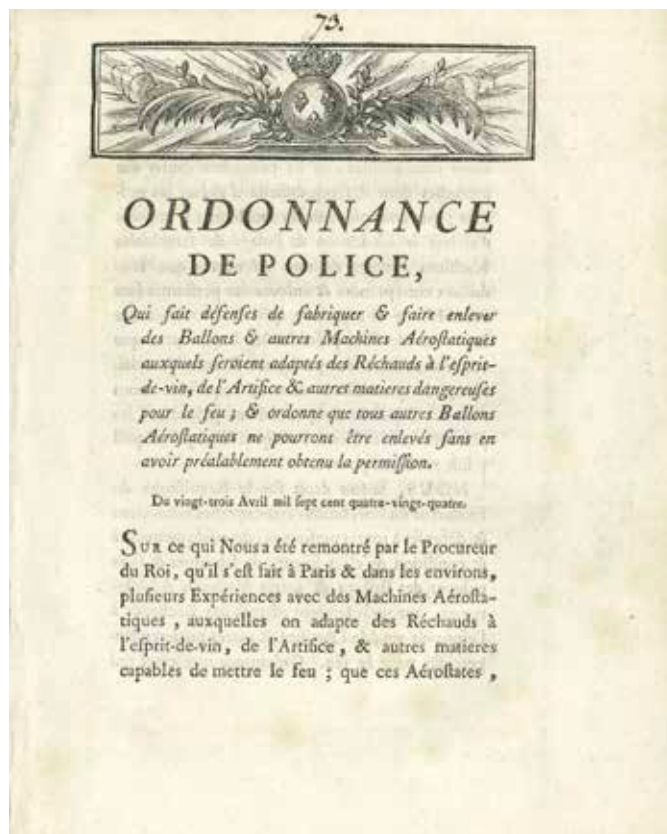 73.
ORDONNANCE
DE POLICE,
Qui fait défenſes de fabriquer & faire enlever
des Ballons & autres Machines Aéroſtatiques
auxquels ſeroient adaptés des Réchauds à l'eſprit-
de-vin, de l'Artifice & autres matieres dangereuſes
pour le feu ; & ordonne que tous autres Ballons
Aéroſtatiques ne pourront être enlevés ſans en
avoir préalablement obtenu la permiſſion.
Du vingt-trois Avril mil ſept cent quatre-vingt-quatre.
SUR ce qui Nous a été remontré par le Procureur
du Roi, qu'il s'eſt fait à Paris & dans les environs,
pluſieurs Expériences avec des Machines Aéroſta-
tiques , auxquelles on adapte des Réchauds à
l'eſprit-de-vin, de l'Artifice, & autres matieres
capables de mettre le feu ; que ces Aéroſtates ,